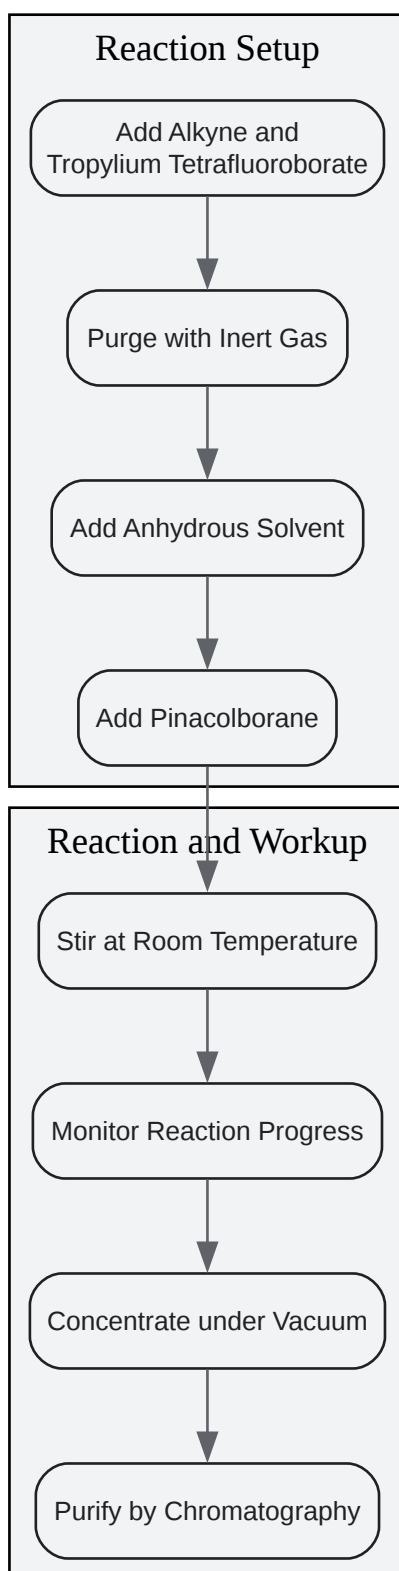 Reaction Setup
Add Alkyne and
Tropylium Tetrafluoroborate
Purge with Inert Gas
Add Anhydrous Solvent
Add Pinacolborane
Reaction and Workup
Stir at Room Temperature
Monitor Reaction Progress
Concentrate under Vacuum
Purify by Chromatography